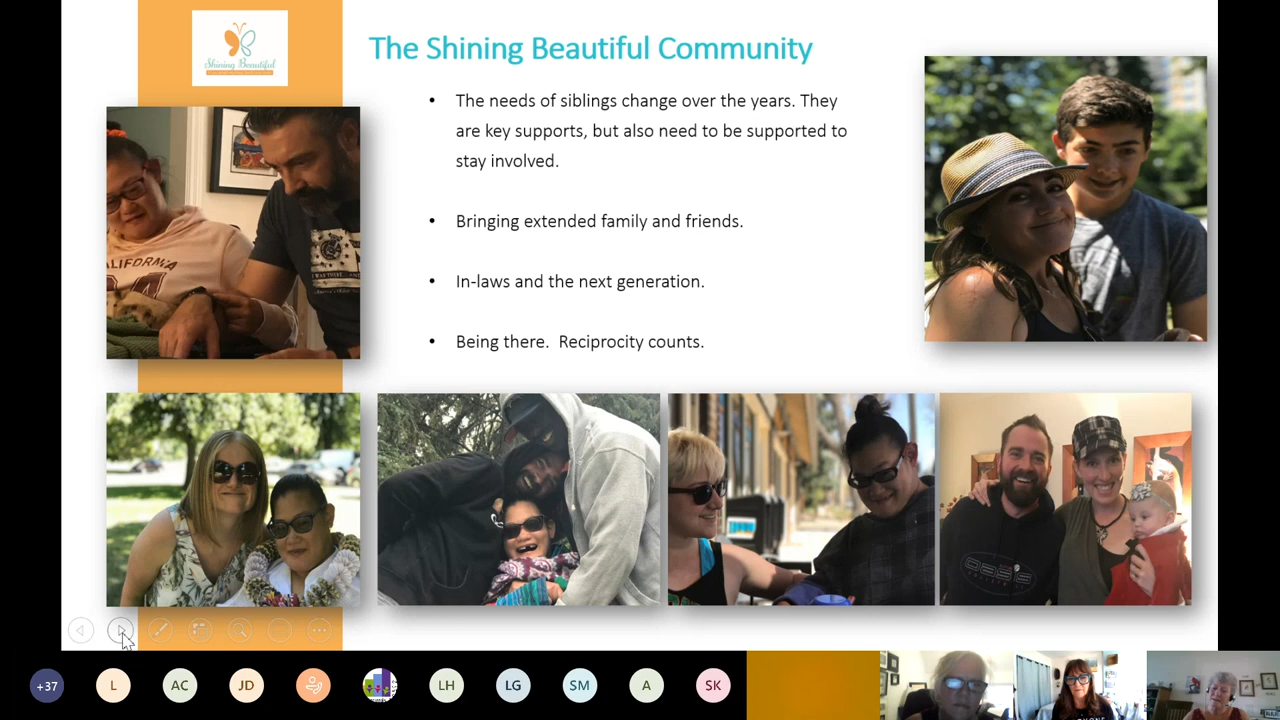 The Shining Beautiful Community
Shining Beautiful
• The needs of siblings change over the years. They
are key supports, but also need to be supported to
stay involved.
• Bringing extended family and friends.
• In-laws and the next generation.
• Being there.  Reciprocity counts.
+37
L
AC
JD
LH
LG
SM
A
SK